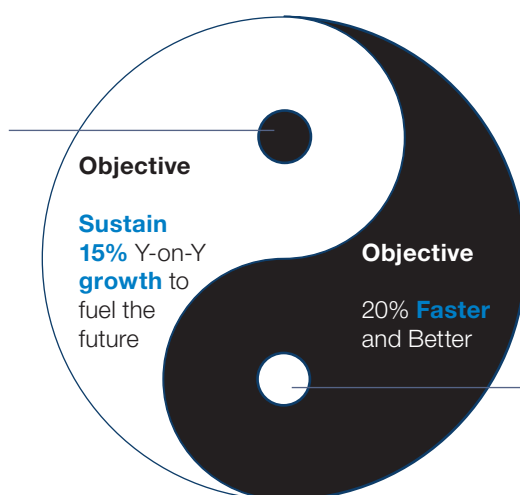 Objective
Sustain
15% Y-on-Y
growth to
fuel the
future
Objective
20% Faster
and Better